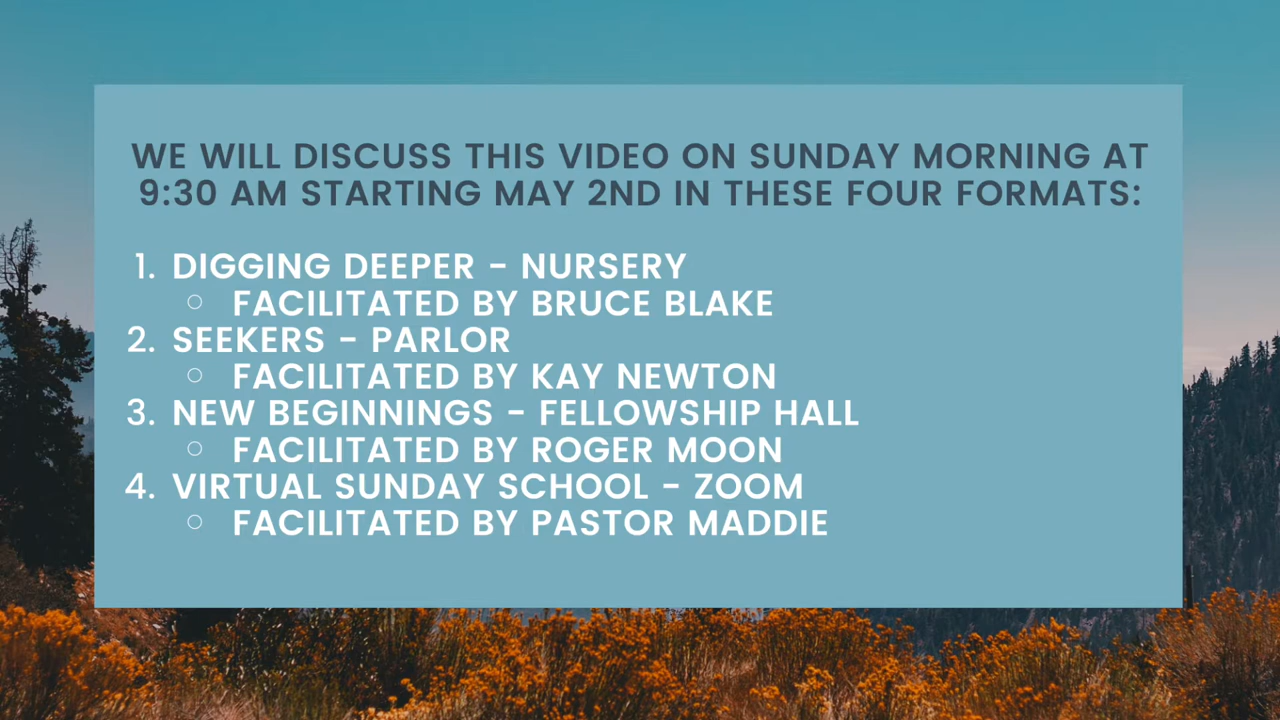 WE WILL DISCUSS THIS VIDEO ON SUNDAY MORNING AT
9:30 AM STARTING MAY 2ND IN THESE FOUR FORMATS:
1. DIGGING DEEPER - NURSERY
○ FACILITATED BY BRUCE BLAKE
2. SEEKERS - PARLOR
○ FACILITATED BY KAY NEWTON
3. NEW BEGINNINGS - FELLOWSHIP HALL
○ FACILITATED BY ROGER MOON
4. VIRTUAL SUNDAY SCHOOL - ZOOM
○ FACILITATED BY PASTOR MADDIE